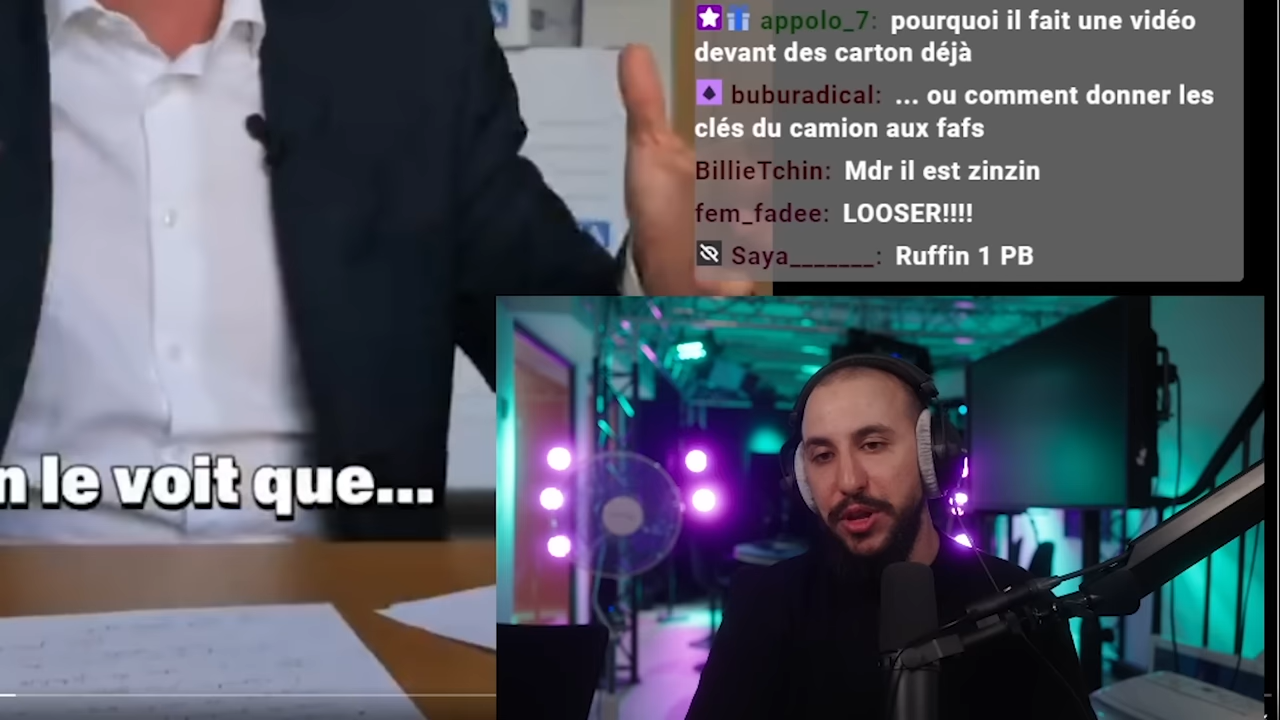 appolo_7: pourquoi il fait une vidéo
devant des carton déjà
buburadical: ... ou comment donner les
clés du camion aux fafs
BillieTchin: Mdr il est zinzin
fem_fadee: LOOSER!!!!
Saya_______: Ruffin 1 PB
n le voit que...